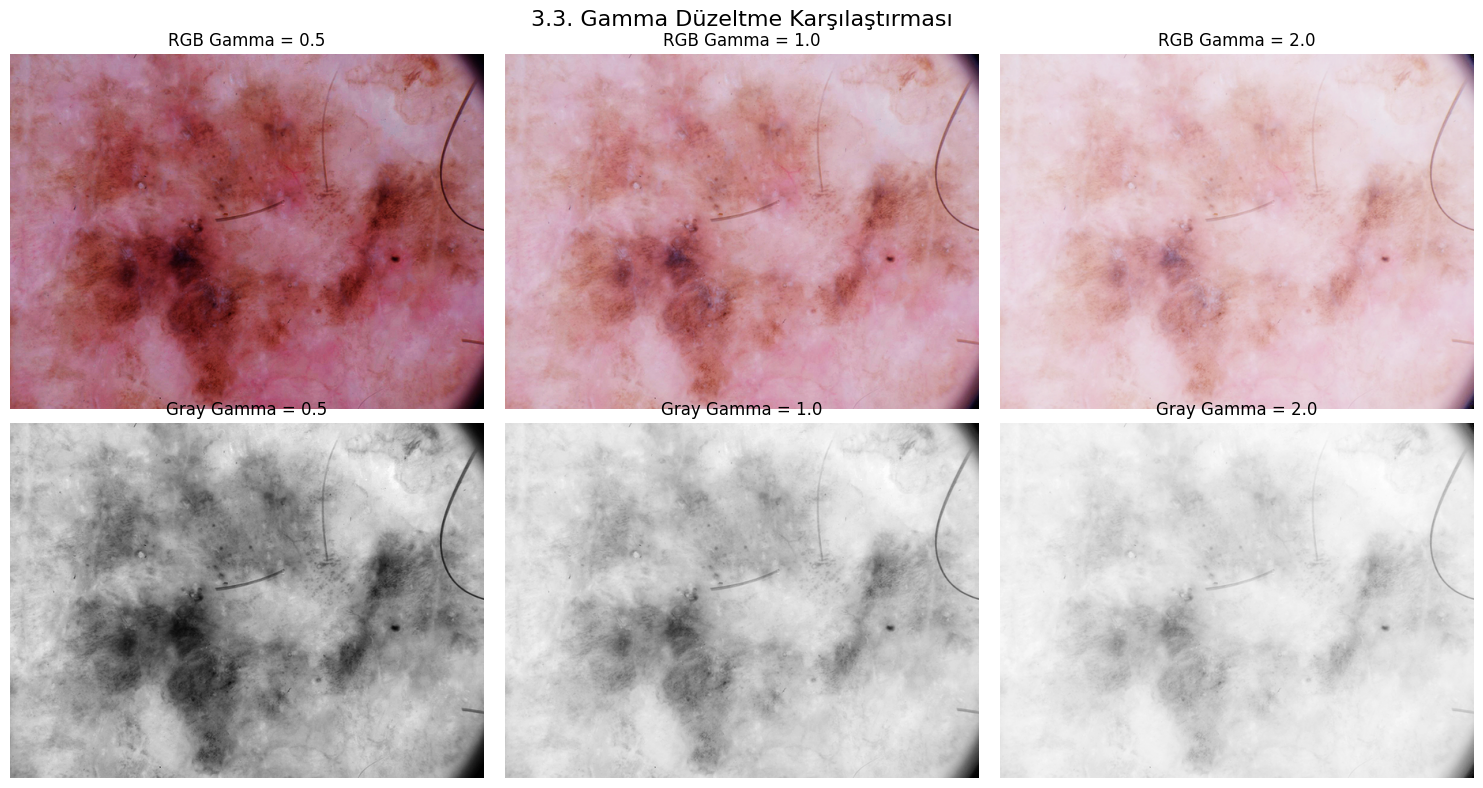 3.3. Gamma Düzeltme Karşılaştırması
RGB Gamma = 0.5
RGB Gamma = 1.0
RGB Gamma = 2.0
Gray Gamma = 0.5
Gray Gamma = 1.0
Gray Gamma = 2.0